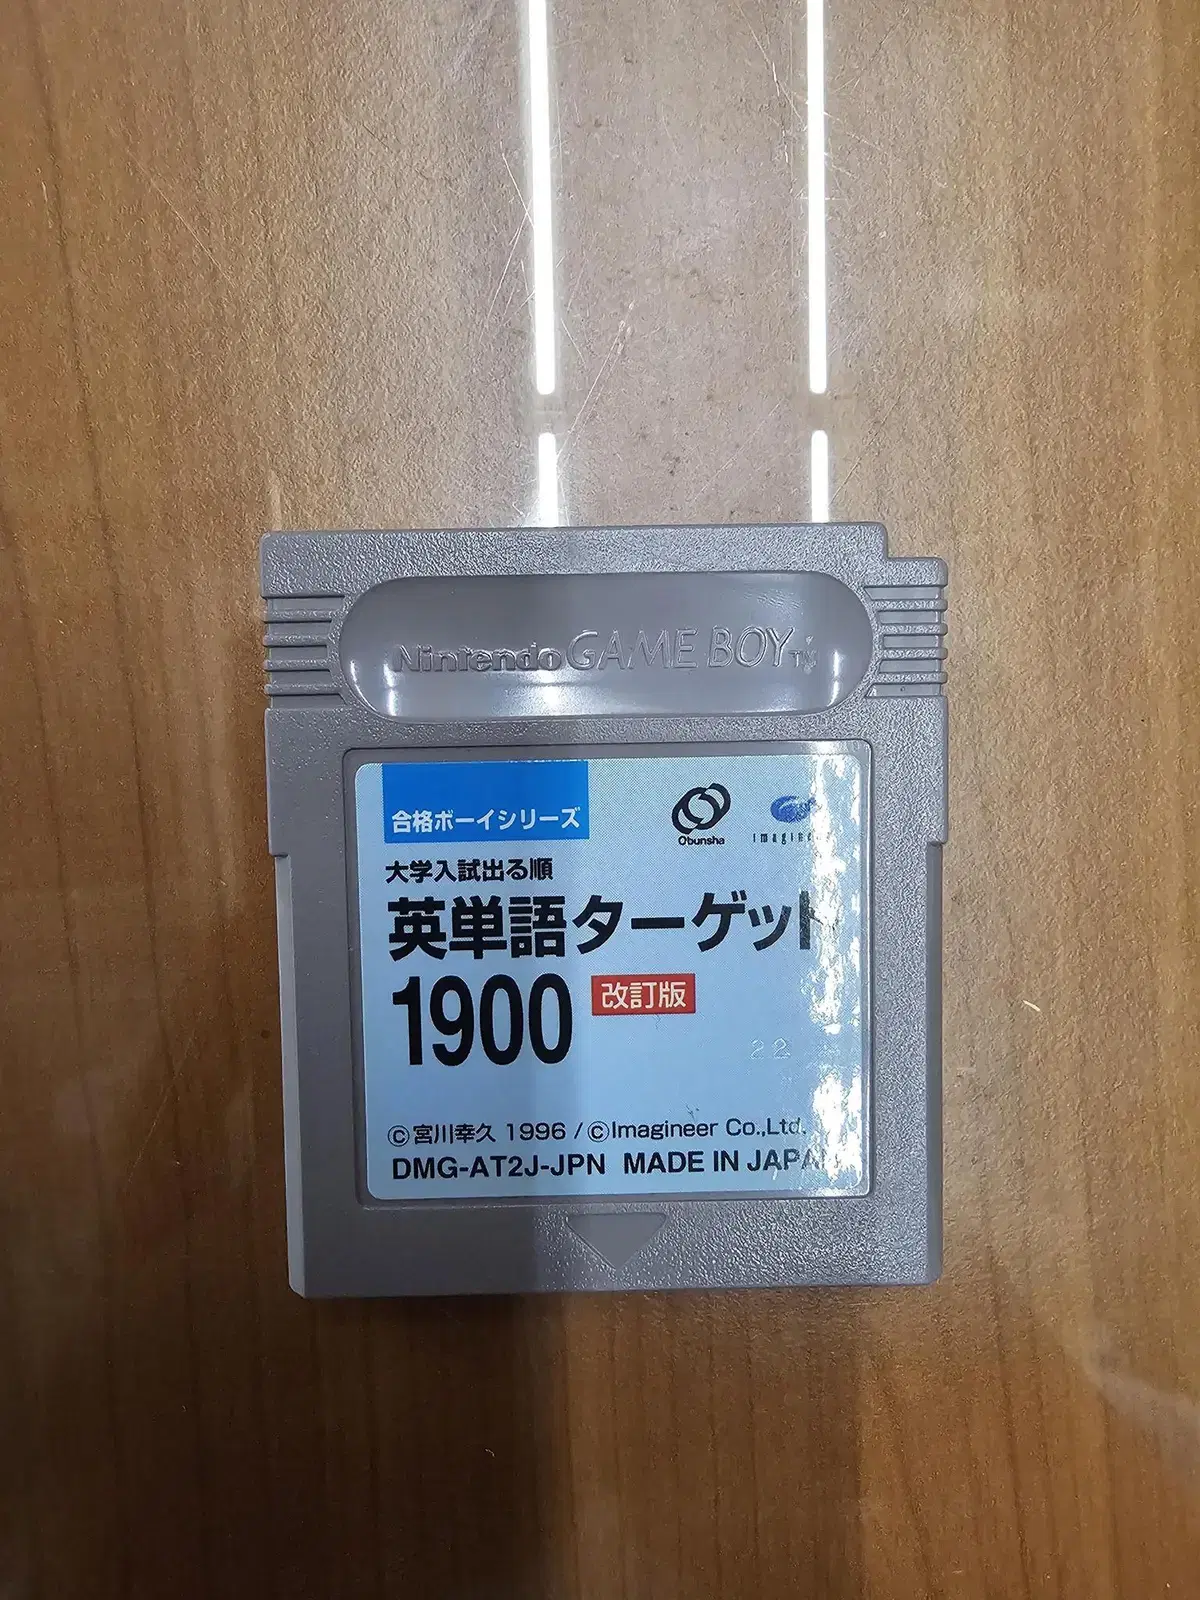 Nintendo GAME BOY TM
合格ボーイシリーズ
Obunsha
大学入試出る順
英単語ターゲット
1900 改訂版
22
©宮川幸久 1996 / ©Imagineer Co.,Ltd.
DMG-AT2J-JPN MADE IN JAPAN